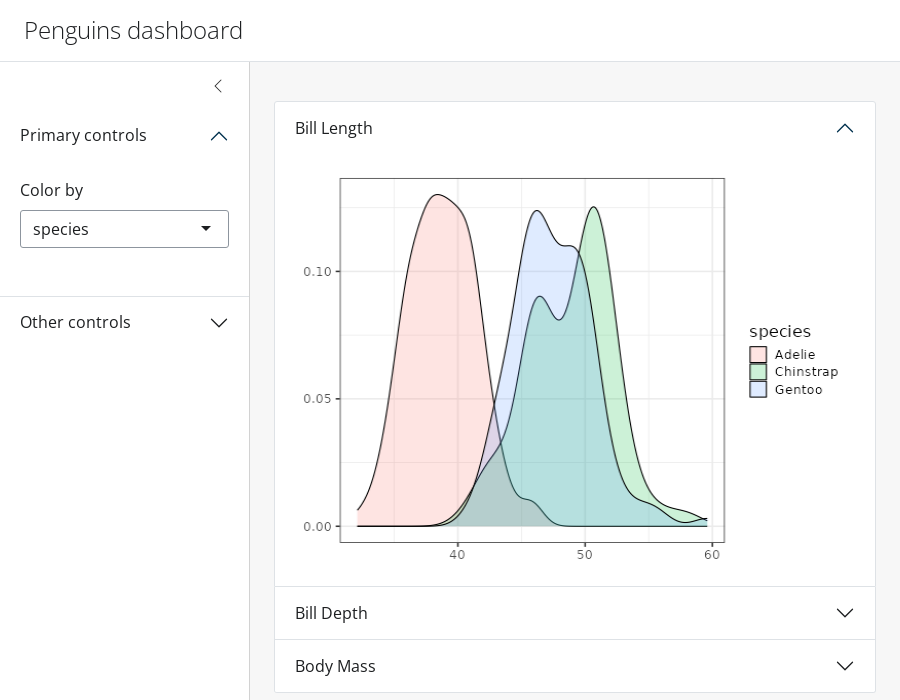 Penguins dashboard
Primary controls
Color by
species
Other controls
Bill Length
0.10
0.05
0.00
40 50 60
species
Adelie
Chinstrap
Gentoo
Bill Depth
Body Mass